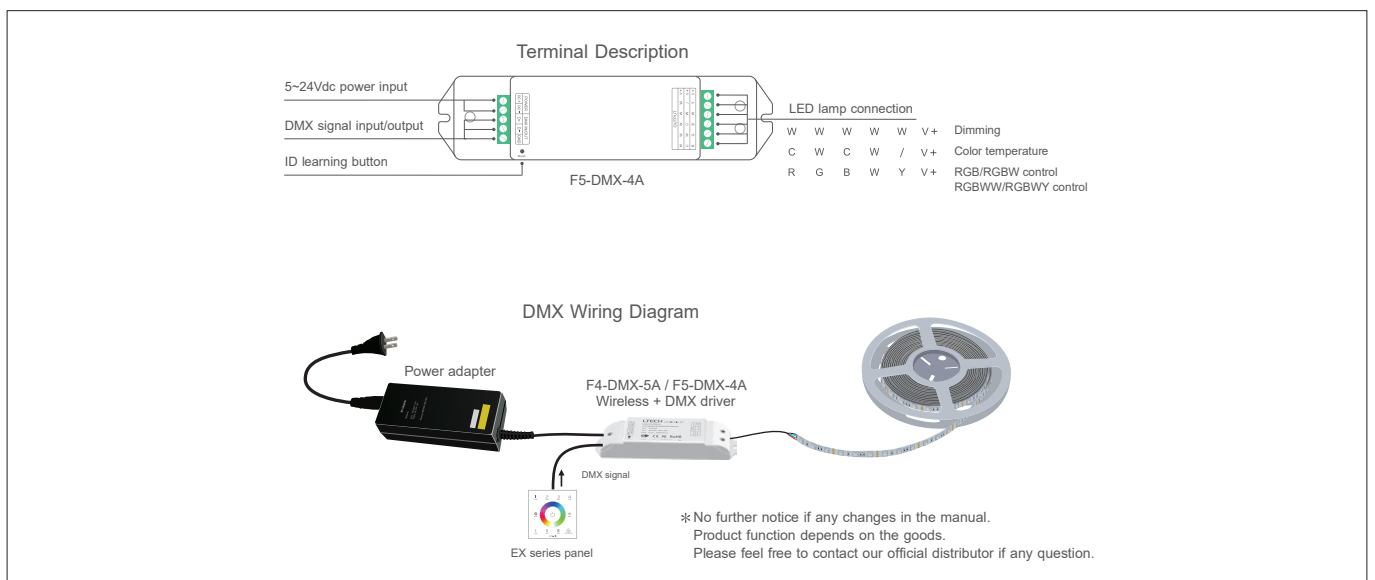 Terminal Description
5~24Vdc power input
DMX signal input/output
ID learning button
F5-DMX-4A
LED lamp connection
W W W W W V+ Dimming
C W C W / V+ Color temperature
R G B W Y V+ RGB/RGBW control
RGBWW/RGBWY control
DMX Wiring Diagram
Power adapter
F4-DMX-5A / F5-DMX-4A
Wireless + DMX driver
LTECH
DMX signal
EX series panel
*No further notice if any changes in the manual.
Product function depends on the goods.
Please feel free to contact our official distributor if any question.